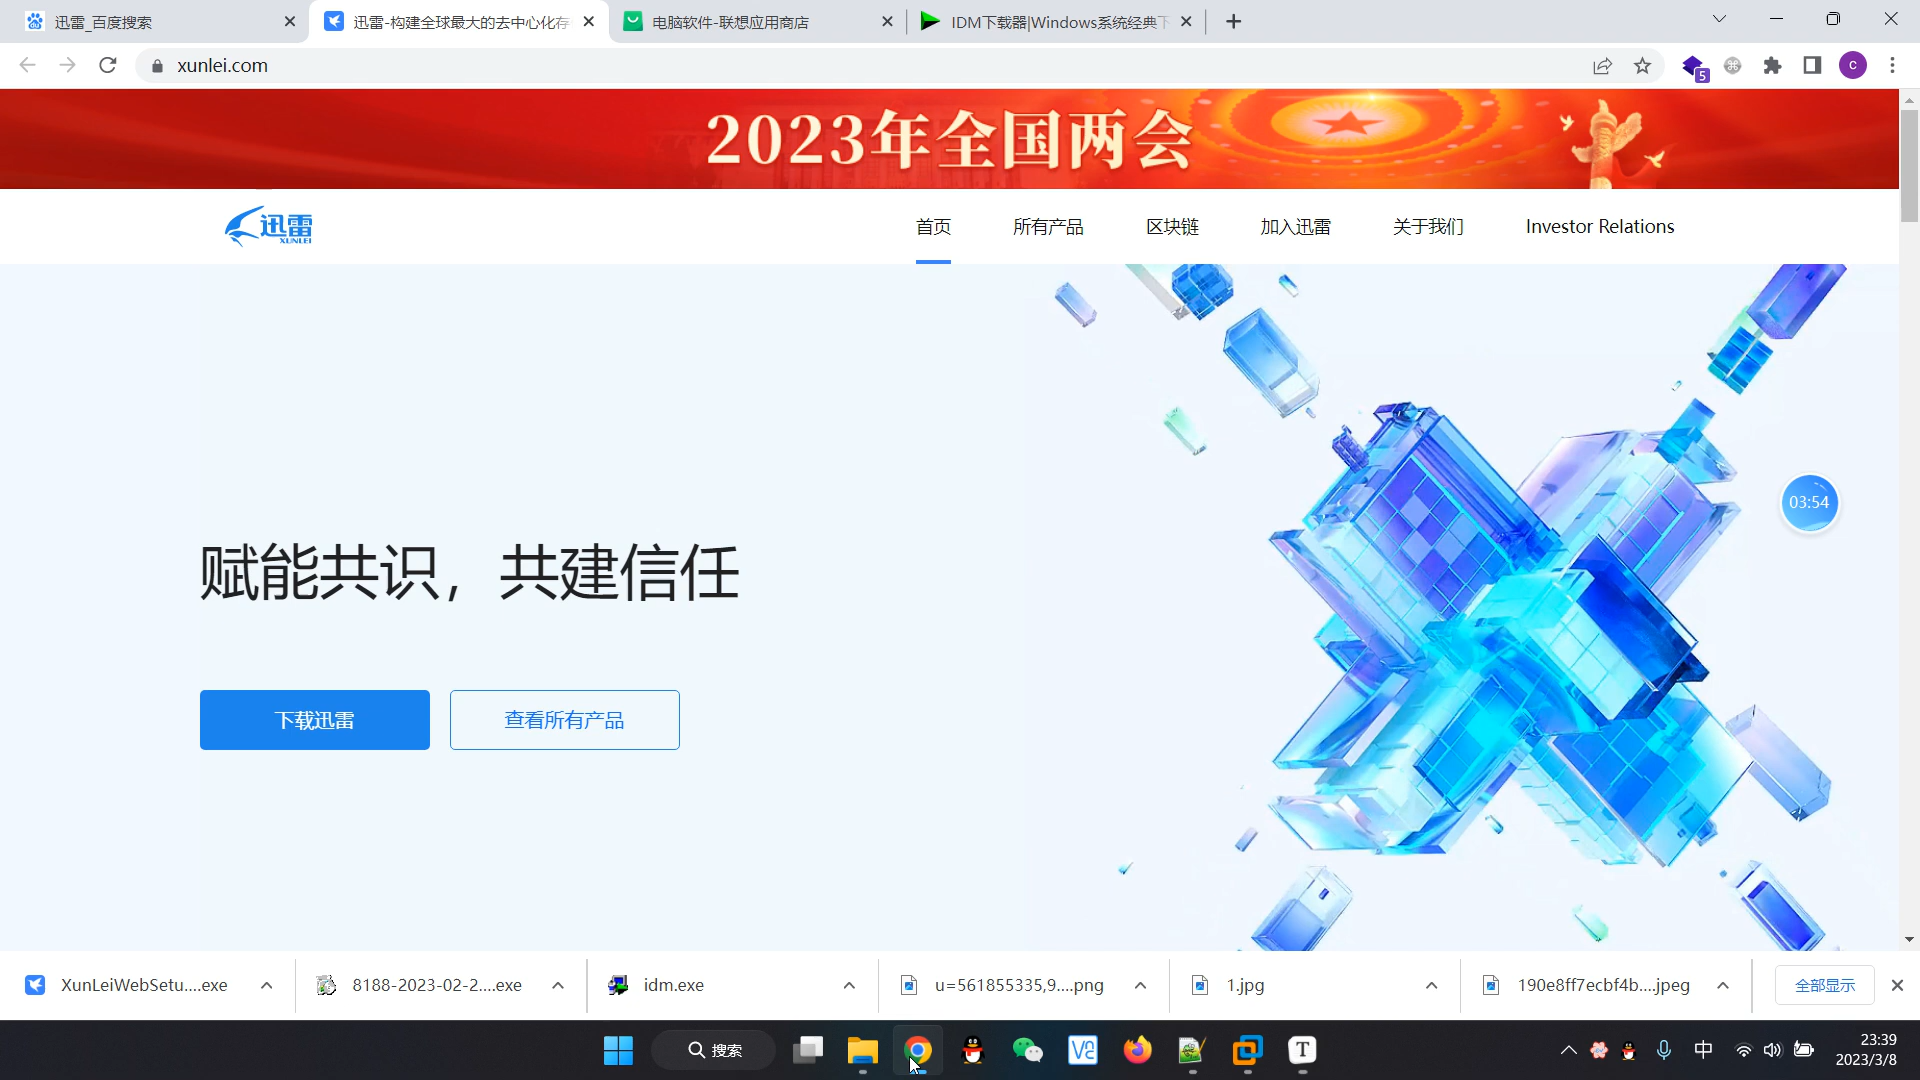 迅雷_百度搜索
迅雷-构建全球最大的去中心化存
电脑软件-联想应用商店
IDM下载器|Windows系统经典下
xunlei.com
5
C
2023年全国两会
迅雷
XUNLEI
首页
所有产品
区块链
加入迅雷
关于我们
Investor Relations
03:54
赋能共识，共建信任
下载迅雷
查看所有产品
XunLeiWebSetu....exe
8188-2023-02-2....exe
idm.exe
u=561855335,9....png
1.jpg
190e8ff7ecbf4b....jpeg
全部显示
搜索
中
23:39
2023/3/8